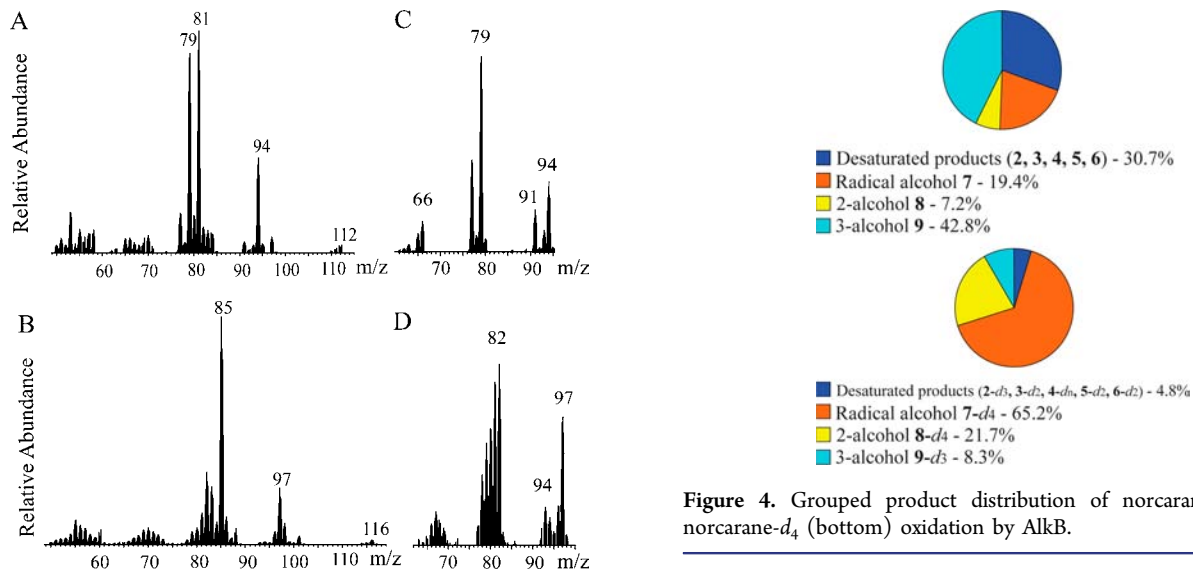 A
Relative Abundance
79
81
94
112
60
70
80
90
100
110
m/z
C
79
66
91
94
80
90
m/z
B
Relative Abundance
85
97
116
60
70
80
90
100
110
m/z
D
82
94
97
82
90
m/z
Desaturated products (2, 3, 4, 5, 6) - 30.7%
Radical alcohol 7 - 19.4%
2-alcohol 8 - 7.2%
3-alcohol 9 - 42.8%
Desaturated products (2-d3, 3-d2, 4-dn, 5-d2, 6-d2) - 4.8%
Radical alcohol 7-d4 - 65.2%
2-alcohol 8-d4 - 21.7%
3-alcohol 9-d3 - 8.3%
Figure 4. Grouped product distribution of norcaran
norcarane-d4 (bottom) oxidation by AlkB.